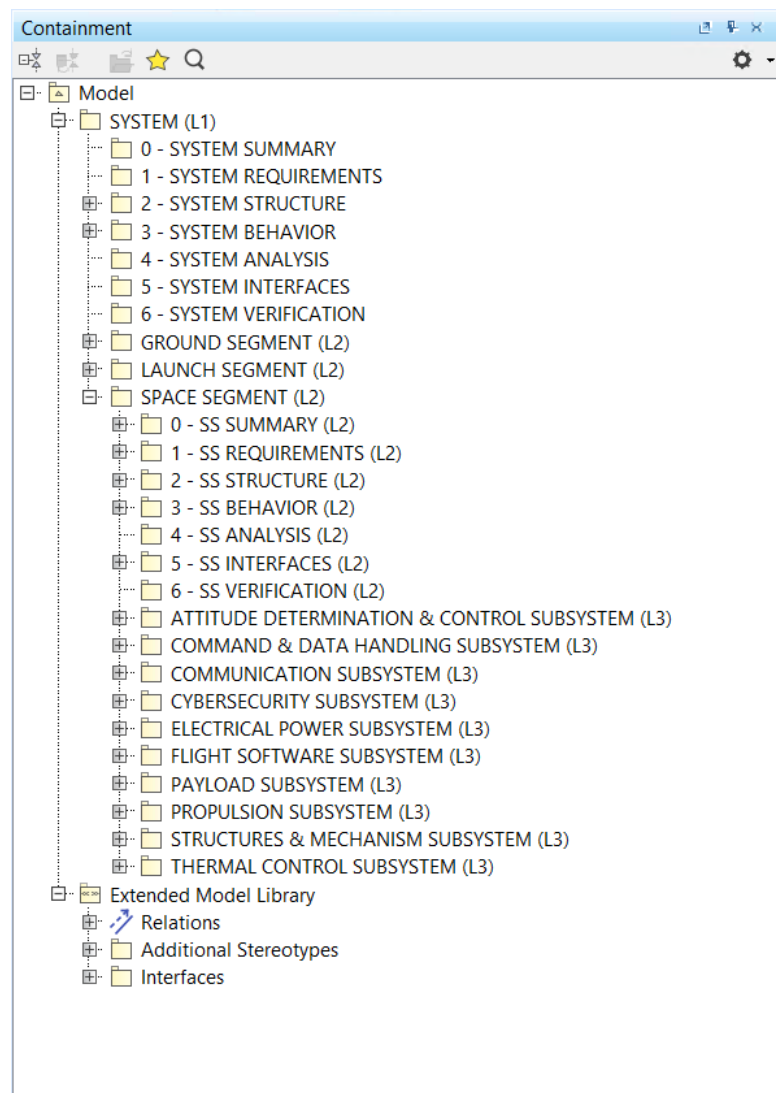 Containment
Model
SYSTEM (L1)
0 - SYSTEM SUMMARY
1 - SYSTEM REQUIREMENTS
2 - SYSTEM STRUCTURE
3 - SYSTEM BEHAVIOR
4 - SYSTEM ANALYSIS
5 - SYSTEM INTERFACES
6 - SYSTEM VERIFICATION
GROUND SEGMENT (L2)
LAUNCH SEGMENT (L2)
SPACE SEGMENT (L2)
0 - SS SUMMARY (L2)
1 - SS REQUIREMENTS (L2)
2 - SS STRUCTURE (L2)
3 - SS BEHAVIOR (L2)
4 - SS ANALYSIS (L2)
5 - SS INTERFACES (L2)
6 - SS VERIFICATION (L2)
ATTITUDE DETERMINATION & CONTROL SUBSYSTEM (L3)
COMMAND & DATA HANDLING SUBSYSTEM (L3)
COMMUNICATION SUBSYSTEM (L3)
CYBERSECURITY SUBSYSTEM (L3)
ELECTRICAL POWER SUBSYSTEM (L3)
FLIGHT SOFTWARE SUBSYSTEM (L3)
PAYLOAD SUBSYSTEM (L3)
PROPULSION SUBSYSTEM (L3)
STRUCTURES & MECHANISM SUBSYSTEM (L3)
THERMAL CONTROL SUBSYSTEM (L3)
Extended Model Library
Relations
Additional Stereotypes
Interfaces